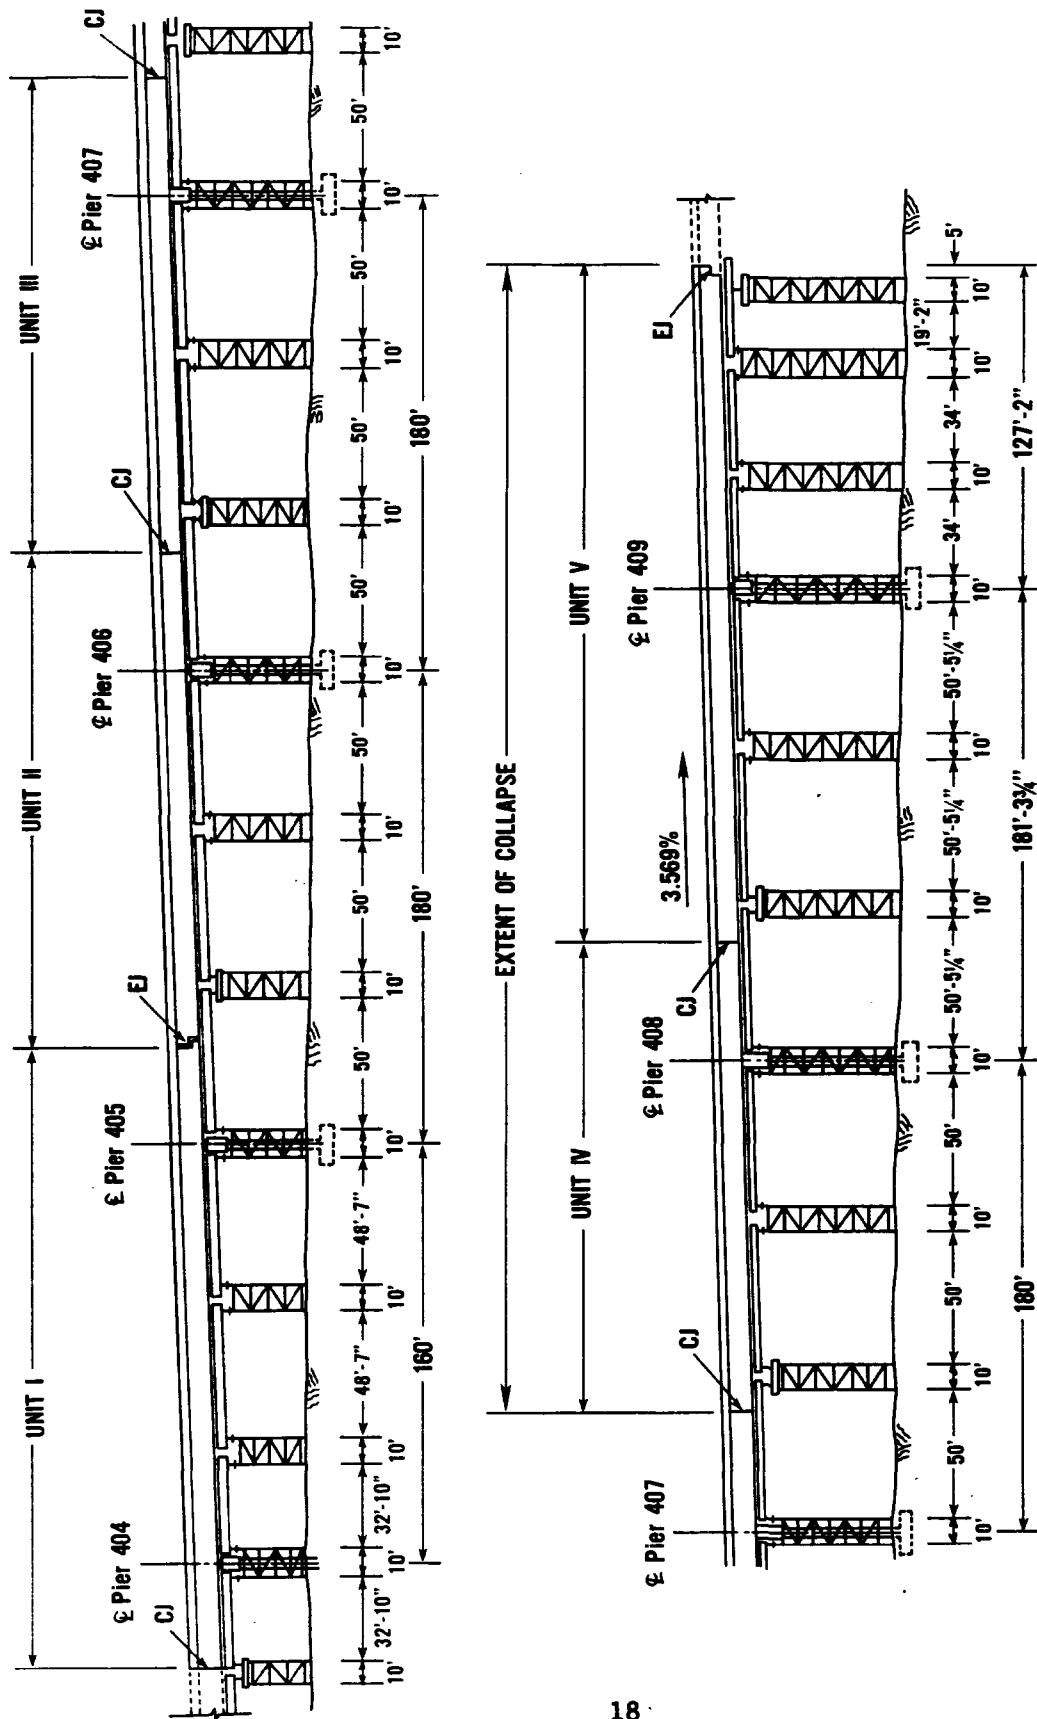 UNIT I
UNIT II
UNIT III
CJ
℄ Pier 404
£ Pier 405
EJ
℄ Pier 406
CJ
℄ Pier 407
CJ
10' 32'-10" 10' 32'-10" 10' 48'-7" 10' 48'-7" 10' 50' 10' 50' 10' 50' 10' 50' 10' 50' 10' 50' 10' 50' 10'
160' 180' 180'
EXTENT OF COLLAPSE
UNIT IV
UNIT V
℄ Pier 407
CJ
℄ Pier 408
CJ
3.569%
℄ Pier 409
EJ
10' 50' 10' 50' 10' 50' 10' 50'-5¼" 10' 50'-5¼" 10' 50'-5¼" 10' 34' 10' 34' 10' 19'-2" 10' 5'
180' 181'-3¾" 127'-2"
18